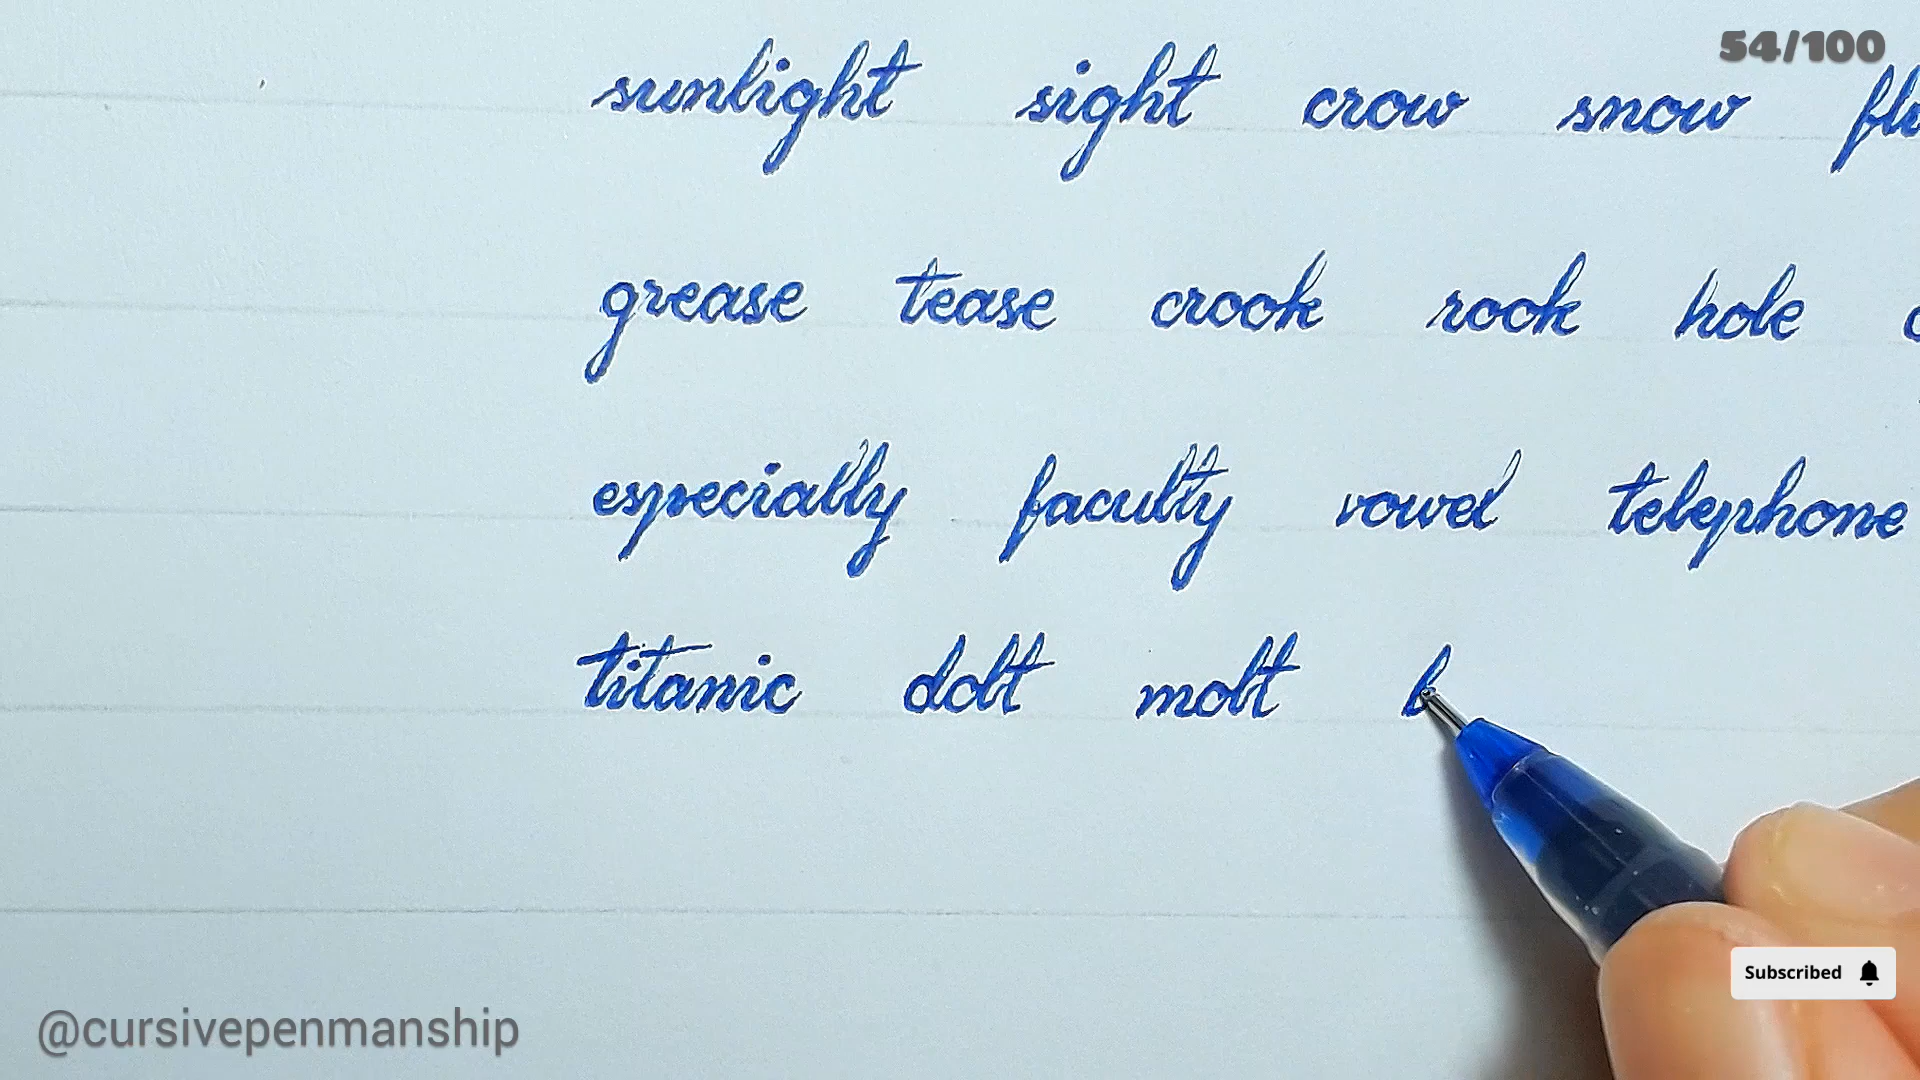 54/100
sunlight sight crow snow
grease tease crook rook hole
especially faculty vowel telephone
titanic dolt molt b
Subscribed
@cursivepenmanship